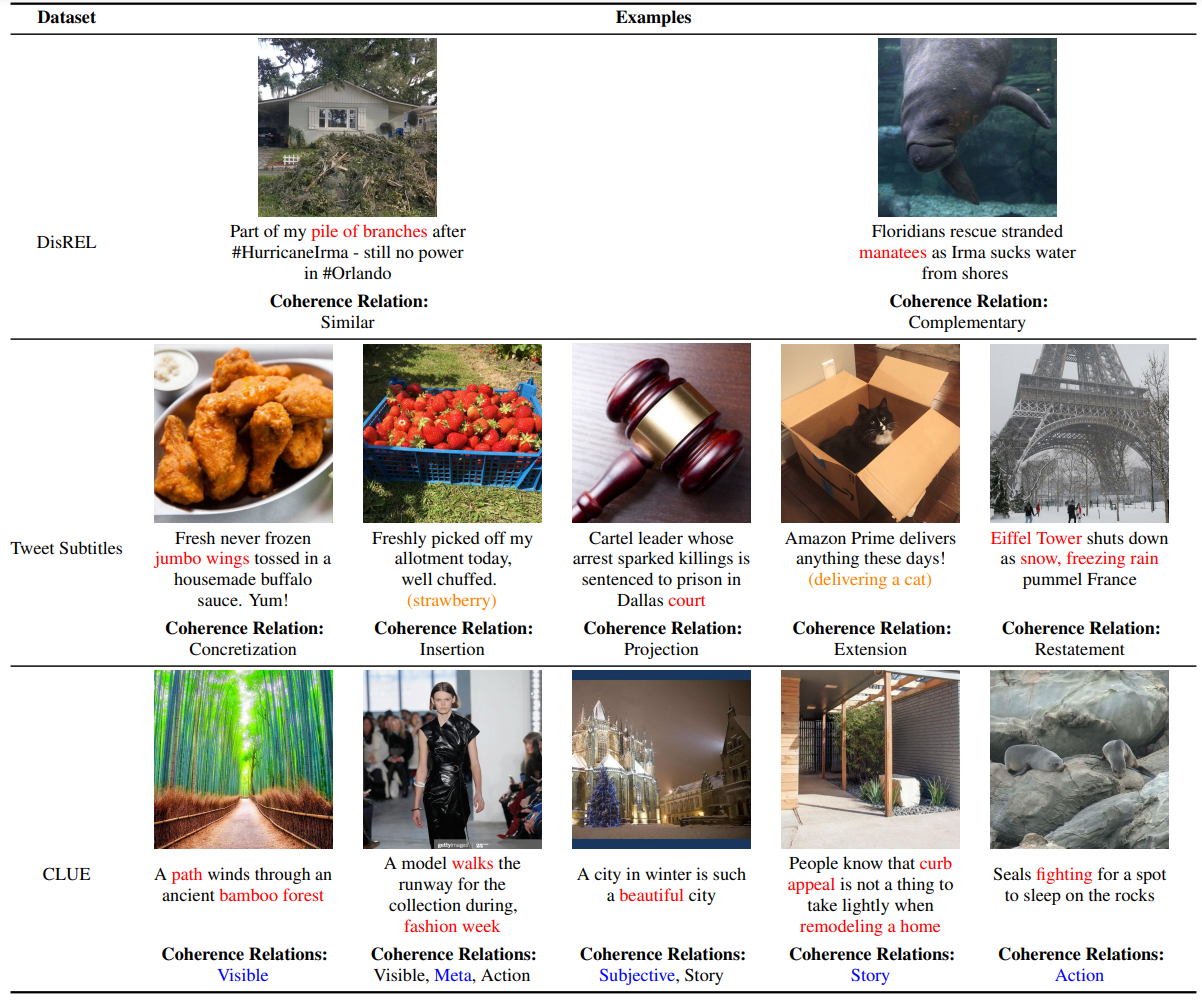 Dataset
Examples
DisREL
Part of my pile of branches after
#HurricaneIrma - still no power
in #Orlando
Coherence Relation:
Similar
Floridians rescue stranded
manatees as Irma sucks water
from shores
Coherence Relation:
Complementary
Tweet Subtitles
Fresh never frozen
jumbo wings tossed in a
housemade buffalo
sauce. Yum!
Coherence Relation:
Concretization
Freshly picked off my
allotment today,
well chuffed.
(strawberry)
Coherence Relation:
Insertion
Cartel leader whose
arrest sparked killings is
sentenced to prison in
Dallas court
Coherence Relation:
Projection
Amazon Prime delivers
anything these days!
(delivering a cat)
Coherence Relation:
Extension
Eiffel Tower shuts down
as snow, freezing rain
pummel France
Coherence Relation:
Restatement
CLUE
A path winds through an
ancient bamboo forest
Coherence Relations:
Visible
gettyimages
A model walks the
runway for the
collection during,
fashion week
Coherence Relations:
Visible, Meta, Action
A city in winter is such
a beautiful city
Coherence Relations:
Subjective, Story
People know that curb
appeal is not a thing to
take lightly when
remodeling a home
Coherence Relations:
Story
Seals fighting for a spot
to sleep on the rocks
Coherence Relations:
Action